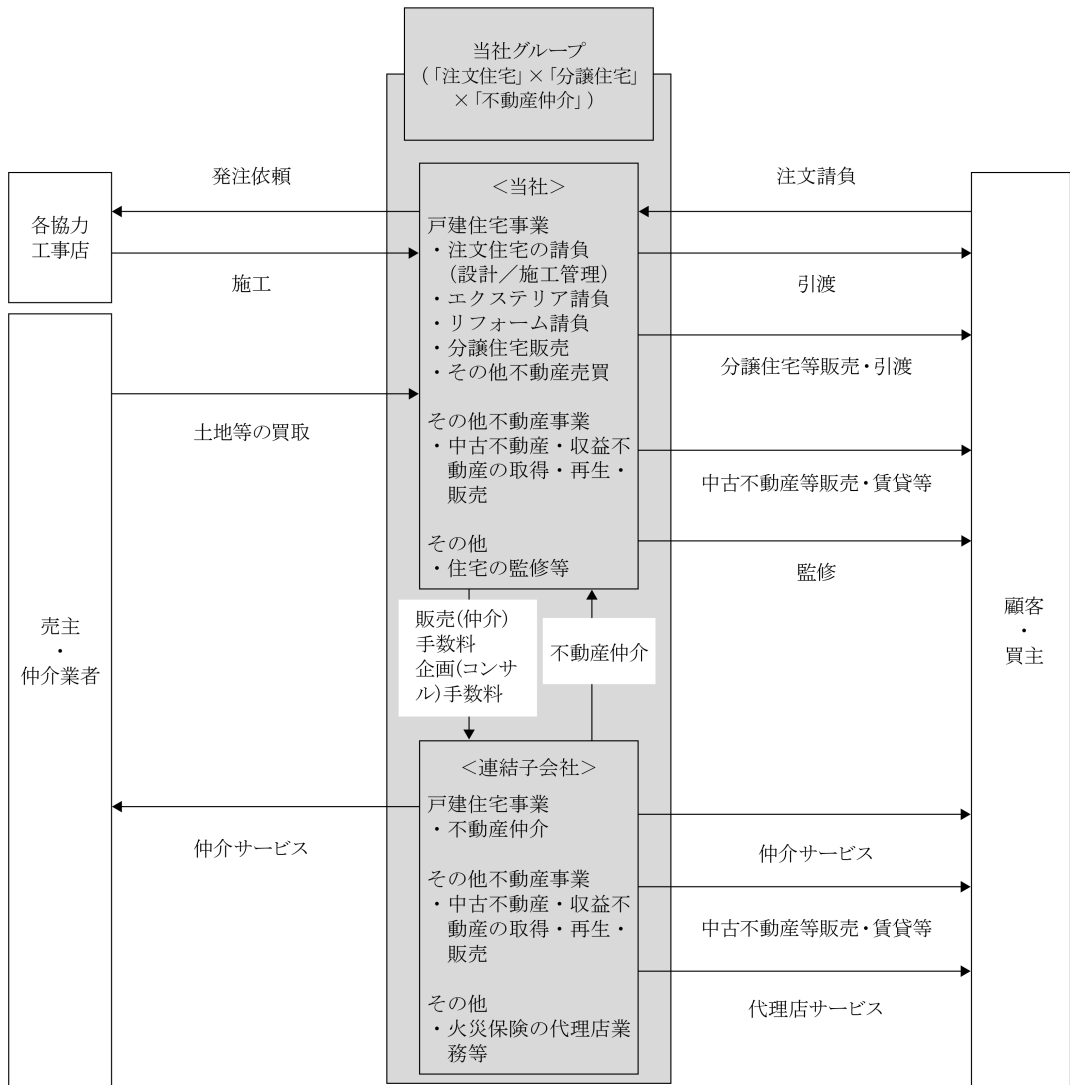 当社グループ
(「注文住宅」×「分譲住宅」
×「不動産仲介」)
発注依頼
注文請負
各協力
工事店
施工
引渡
＜当社＞
戸建住宅事業
・注文住宅の請負
(設計／施工管理)
・エクステリア請負
・リフォーム請負
・分譲住宅販売
・その他不動産売買
その他不動産事業
・中古不動産・収益不
動産の取得・再生・
販売
その他
・住宅の監修等
分譲住宅等販売・引渡
土地等の買取
中古不動産等販売・賃貸等
監修
売主
・
仲介業者
顧客
・
買主
販売(仲介)
手数料
企画(コンサ
ル)手数料
不動産仲介
＜連結子会社＞
戸建住宅事業
・不動産仲介
その他不動産事業
・中古不動産・収益不
動産の取得・再生・
販売
その他
・火災保険の代理店業
務等
仲介サービス
仲介サービス
中古不動産等販売・賃貸等
代理店サービス